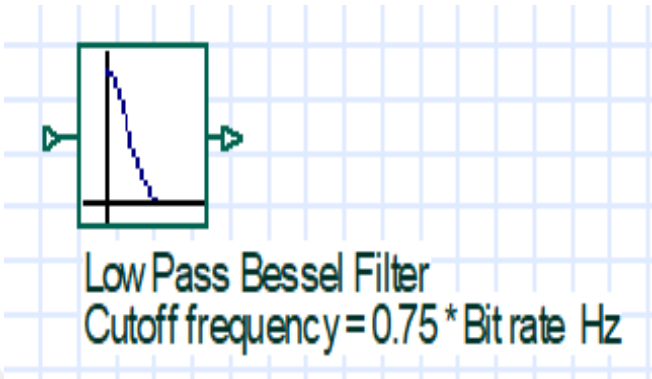 Low Pass Bessel Filter
Cutoff frequency = 0.75 * Bit rate Hz